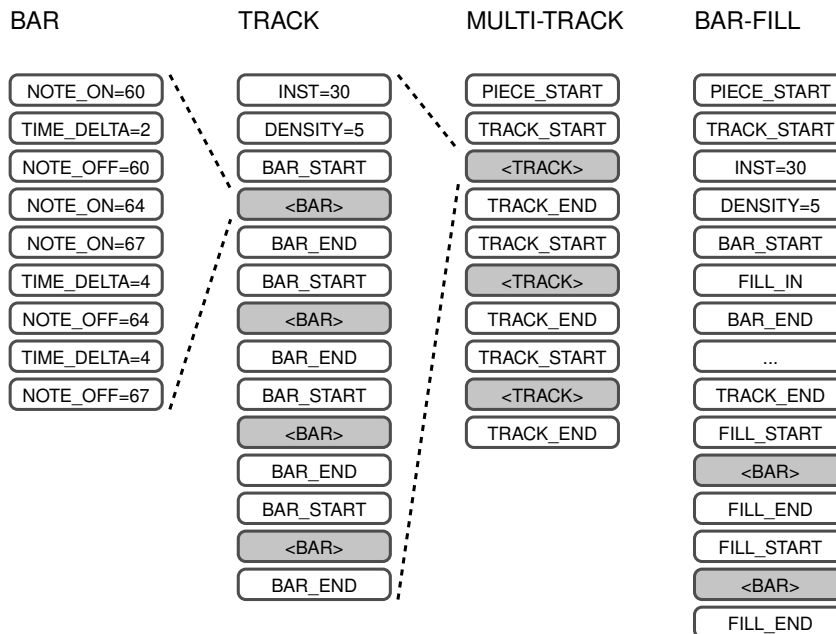 BAR
NOTE_ON=60
TIME_DELTA=2
NOTE_OFF=60
NOTE_ON=64
NOTE_ON=67
TIME_DELTA=4
NOTE_OFF=64
TIME_DELTA=4
NOTE_OFF=67
TRACK
INST=30
DENSITY=5
BAR_START
<BAR>
BAR_END
BAR_START
<BAR>
BAR_END
BAR_START
<BAR>
BAR_END
BAR_START
<BAR>
BAR_END
MULTI-TRACK
PIECE_START
TRACK_START
<TRACK>
TRACK_END
TRACK_START
<TRACK>
TRACK_END
TRACK_START
<TRACK>
TRACK_END
BAR-FILL
PIECE_START
TRACK_START
INST=30
DENSITY=5
BAR_START
FILL_IN
BAR_END
...
TRACK_END
FILL_START
<BAR>
FILL_END
FILL_START
<BAR>
FILL_END